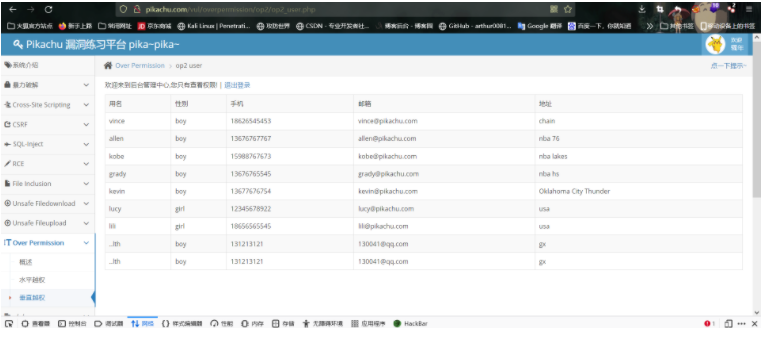 pikachu.com/vul/overpermission/op2/op2_user.php
火狐官方站点 新手上路 常用网址 京东商城 Kali Linux | Penetrati... 攻防世界 CSDN - 专业开发者社... 博客后台 - 博客园 GitHub - arthur0081... Google 翻译 百度一下,你就知道 其他书签 移动设备上的书签
Pikachu 漏洞练习平台 pika~pika~
系统介绍
Over Permission > op2 user
点一下提示~
暴力破解
欢迎来到后台管理中心,您只有查看权限! | 退出登录
Cross-Site Scripting
用名 性别 手机 邮箱 地址
CSRF
vince boy 18626545453 vince@pikachu.com chain
SQL-Inject
allen boy 13676767767 allen@pikachu.com nba 76
RCE
kobe boy 15988767673 kobe@pikachu.com nba lakes
File Inclusion
grady boy 13676765545 grady@pikachu.com nba hs
Unsafe Filedownload
kevin boy 13677676754 kevin@pikachu.com Oklahoma City Thunder
lucy girl 12345678922 lucy@pikachu.com usa
Unsafe Fileupload
lili girl 18656565545 lili@pikachu.com usa
Over Permission
..lth boy 131213121 130041@qq.com gx
概述
..lth boy 131213121 130041@qq.com gx
水平越权
垂直越权
查看器 控制台 调试器 网络 {} 样式编辑器 性能 内存 存储 无障碍环境 应用程序 HackBar 1